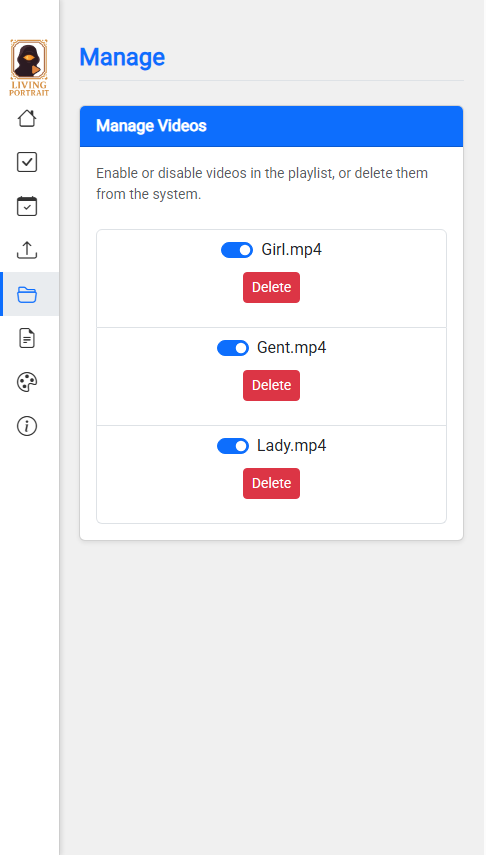 LIVING
PORTRAIT
Manage
Manage Videos
Enable or disable videos in the playlist, or delete them
from the system.
Girl.mp4
Delete
Gent.mp4
Delete
Lady.mp4
Delete